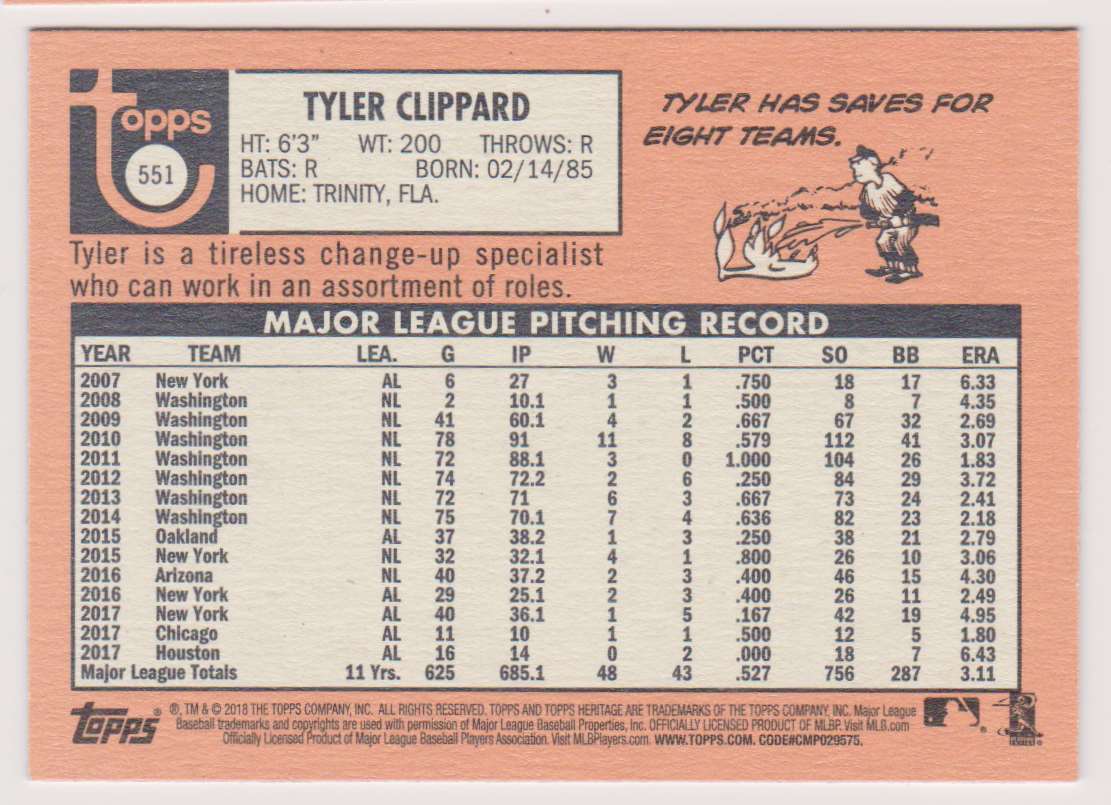 topps
551
TYLER CLIPPARD
HT: 6'3" WT: 200 THROWS: R
BATS: R BORN: 02/14/85
HOME: TRINITY, FLA.
TYLER HAS SAVES FOR
EIGHT TEAMS.
Tyler is a tireless change-up specialist
who can work in an assortment of roles.
MAJOR LEAGUE PITCHING RECORD
YEAR TEAM LEA. G IP W L PCT SO BB ERA
2007 New York AL 6 27 3 1 .750 18 17 6.33
2008 Washington NL 2 10.1 1 1 .500 8 7 4.35
2009 Washington NL 41 60.1 4 2 .667 67 32 2.69
2010 Washington NL 78 91 11 8 .579 112 41 3.07
2011 Washington NL 72 88.1 3 0 1.000 104 26 1.83
2012 Washington NL 74 72.2 2 6 .250 84 29 3.72
2013 Washington NL 72 71 6 3 .667 73 24 2.41
2014 Washington NL 75 70.1 7 4 .636 82 23 2.18
2015 Oakland AL 37 38.2 1 3 .250 38 21 2.79
2015 New York NL 32 32.1 4 1 .800 26 10 3.06
2016 Arizona NL 40 37.2 2 3 .400 46 15 4.30
2016 New York AL 29 25.1 2 3 .400 26 11 2.49
2017 New York AL 40 36.1 1 5 .167 42 19 4.95
2017 Chicago AL 11 10 1 1 .500 12 5 1.80
2017 Houston AL 16 14 0 2 .000 18 7 6.43
Major League Totals 11 Yrs. 625 685.1 48 43 .527 756 287 3.11
TOPPS® ®, TM & © 2018 THE TOPPS COMPANY, INC. ALL RIGHTS RESERVED. TOPPS AND TOPPS HERITAGE ARE TRADEMARKS OF THE TOPPS COMPANY, INC. Major League
Baseball trademarks and copyrights are used with permission of Major League Baseball Properties, Inc. OFFICIALLY LICENSED PRODUCT OF MLBP. Visit MLB.com
Officially Licensed Product of Major League Baseball Players Association. Visit MLBPlayers.com. WWW.TOPPS.COM. CODE#CMP029575.